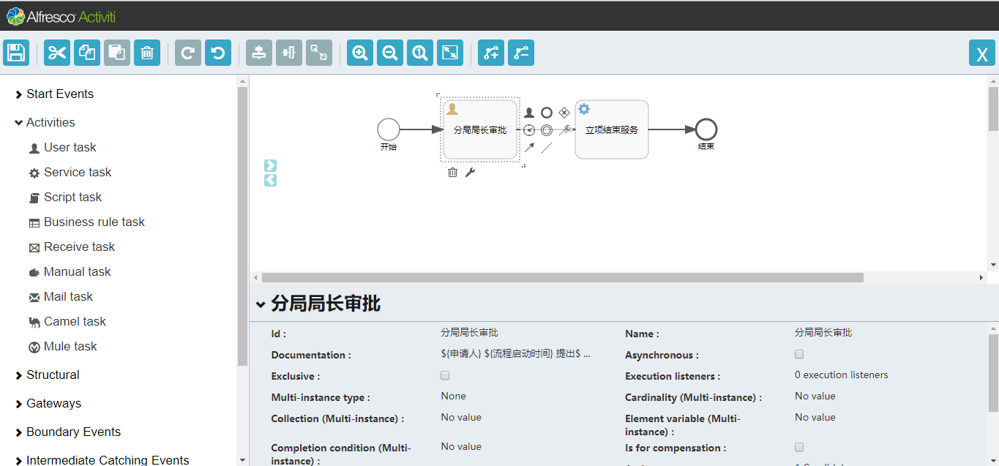 Alfresco Activiti
X
Start Events
Activities
User task
Service task
Script task
Business rule task
Receive task
Manual task
Mail task
Camel task
Mule task
Structural
Gateways
Boundary Events
Intermediate Catching Events
开始
分局局长审批
立项结束服务
结束
分局局长审批
Id :
分局局长审批
Name :
分局局长审批
Documentation :
${申请人} ${流程启动时间} 提出$ ...
Asynchronous :
Exclusive :
Execution listeners :
0 execution listeners
Multi-instance type :
None
Cardinality (Multi-instance) :
No value
Collection (Multi-instance) :
No value
Element variable (Multi-
instance) :
No value
Completion condition (Multi-
instance) :
No value
Is for compensation :